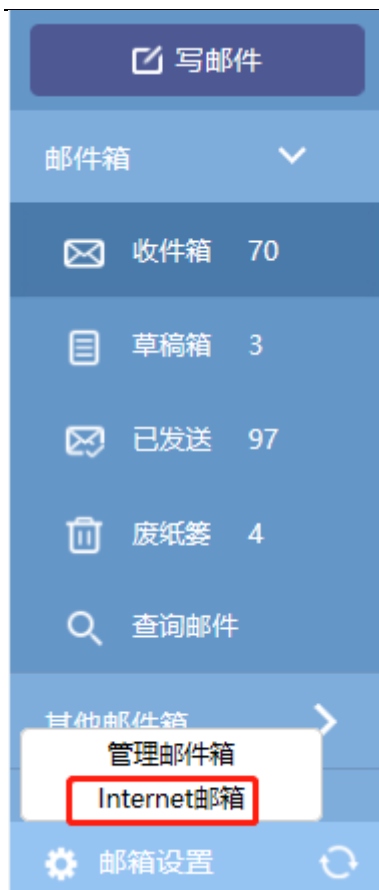 写邮件
邮件箱
收件箱 70
草稿箱 3
已发送 97
废纸篓 4
查询邮件
其他邮件箱
管理邮件箱
Internet邮箱
邮箱设置